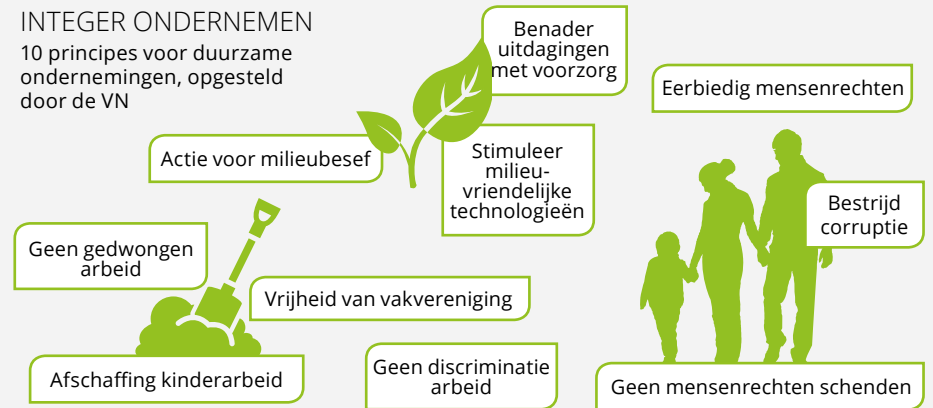 INTEGER ONDERNEMEN
10 principes voor duurzame
ondernemingen, opgesteld
door de VN
Benader
uitdagingen
met voorzorg
Eerbiedig mensenrechten
Actie voor milieubesef
Stimuleer
milieu-
vriendelijke
technologieën
Bestrijd
corruptie
Geen gedwongen
arbeid
Vrijheid van vakvereniging
Afschaffing kinderarbeid
Geen discriminatie
arbeid
Geen mensenrechten schenden